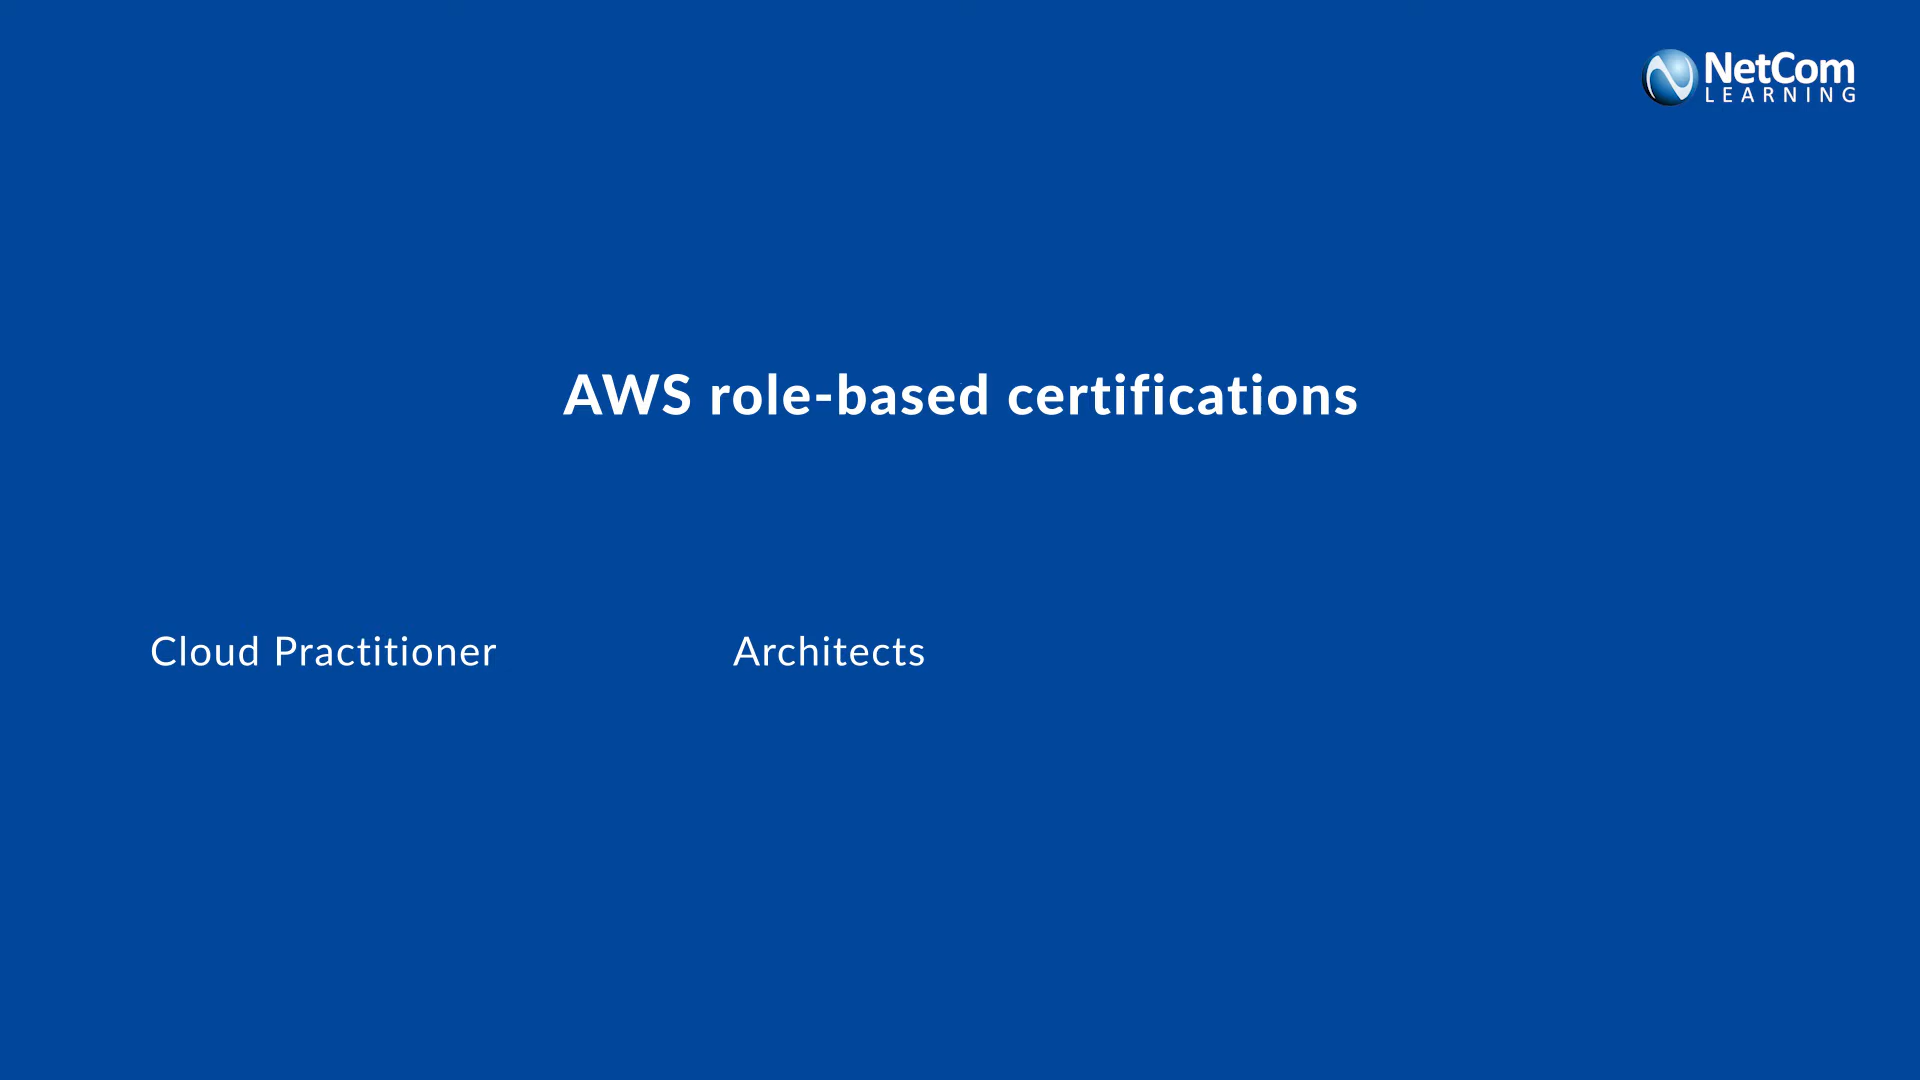 NetCom
LEARNING
AWS role-based certifications
Cloud Practitioner
Architects